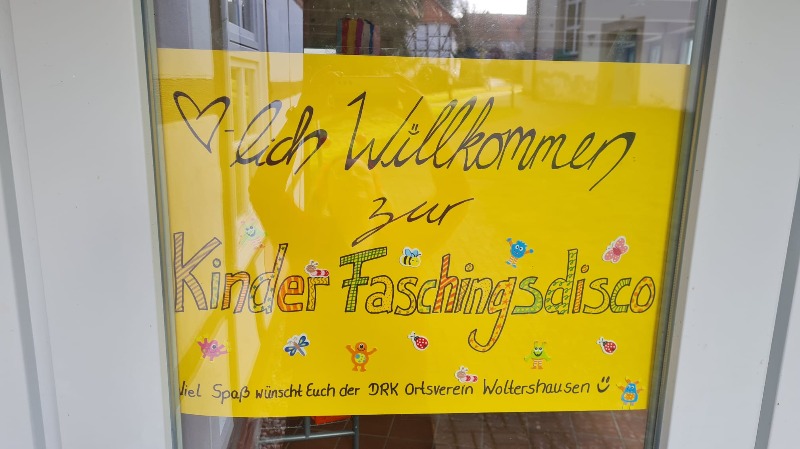 ♡-lich Willkommen
zur
Kinder Faschingsdisco
Viel Spaß wünscht Euch der DRK Ortsverein Woltershausen